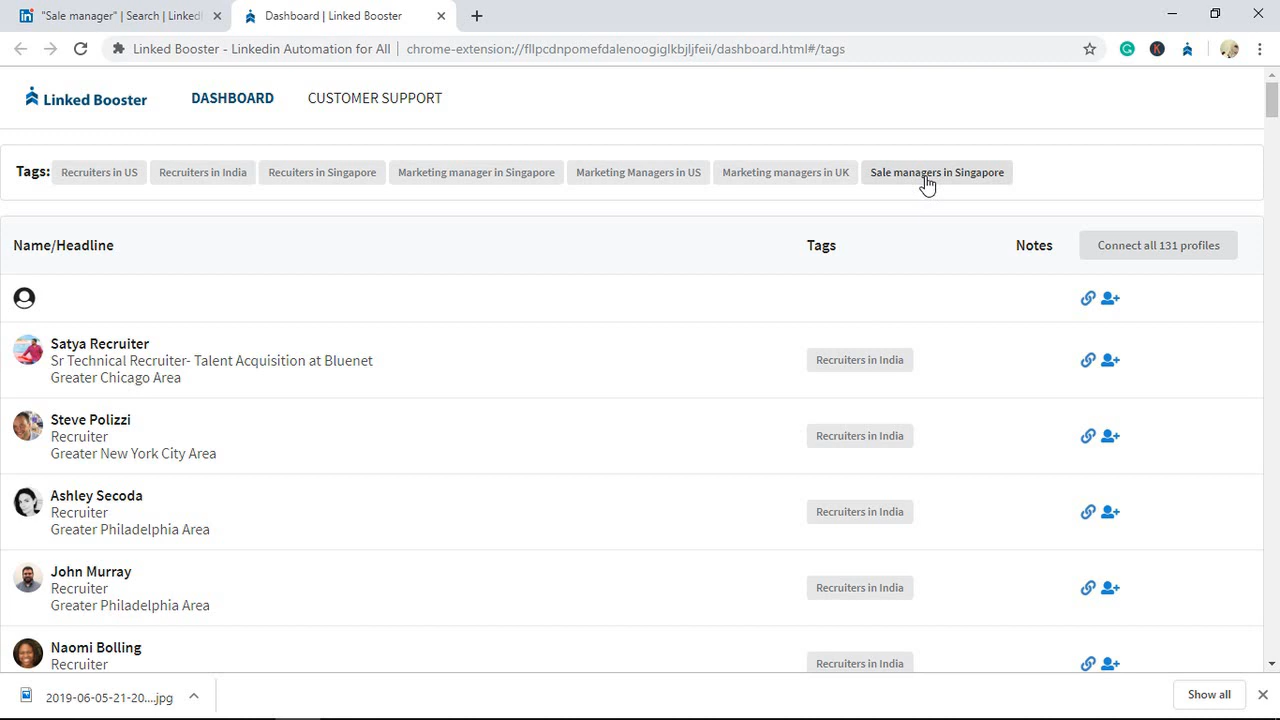 "Sale manager" | Search | Linked
Dashboard | Linked Booster
Linked Booster - Linkedin Automation for All | chrome-extension://fllpcdnpomefdalenoogiglkbjljfeii/dashboard.html#/tags
Linked Booster DASHBOARD CUSTOMER SUPPORT
Tags: Recruiters in US Recruiters in India Recuiters in Singapore Marketing manager in Singapore Marketing Managers in US Marketing managers in UK Sale managers in Singapore
Name/Headline Tags Notes Connect all 131 profiles
Satya Recruiter
Sr Technical Recruiter- Talent Acquisition at Bluenet
Greater Chicago Area
Recruiters in India
Steve Polizzi
Recruiter
Greater New York City Area
Recruiters in India
Ashley Secoda
Recruiter
Greater Philadelphia Area
Recruiters in India
John Murray
Recruiter
Greater Philadelphia Area
Recruiters in India
Naomi Bolling
Recruiter
Recruiters in India
2019-06-05-21-20....jpg
Show all